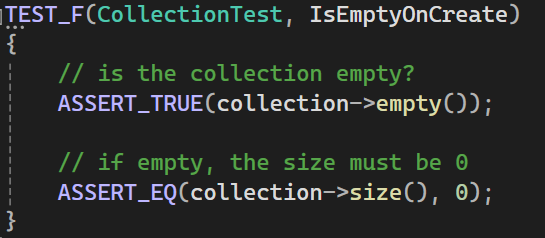 TEST_F(CollectionTest, IsEmptyOnCreate)
{
    // is the collection empty?
    ASSERT_TRUE(collection->empty());

    // if empty, the size must be 0
    ASSERT_EQ(collection->size(), 0);
}